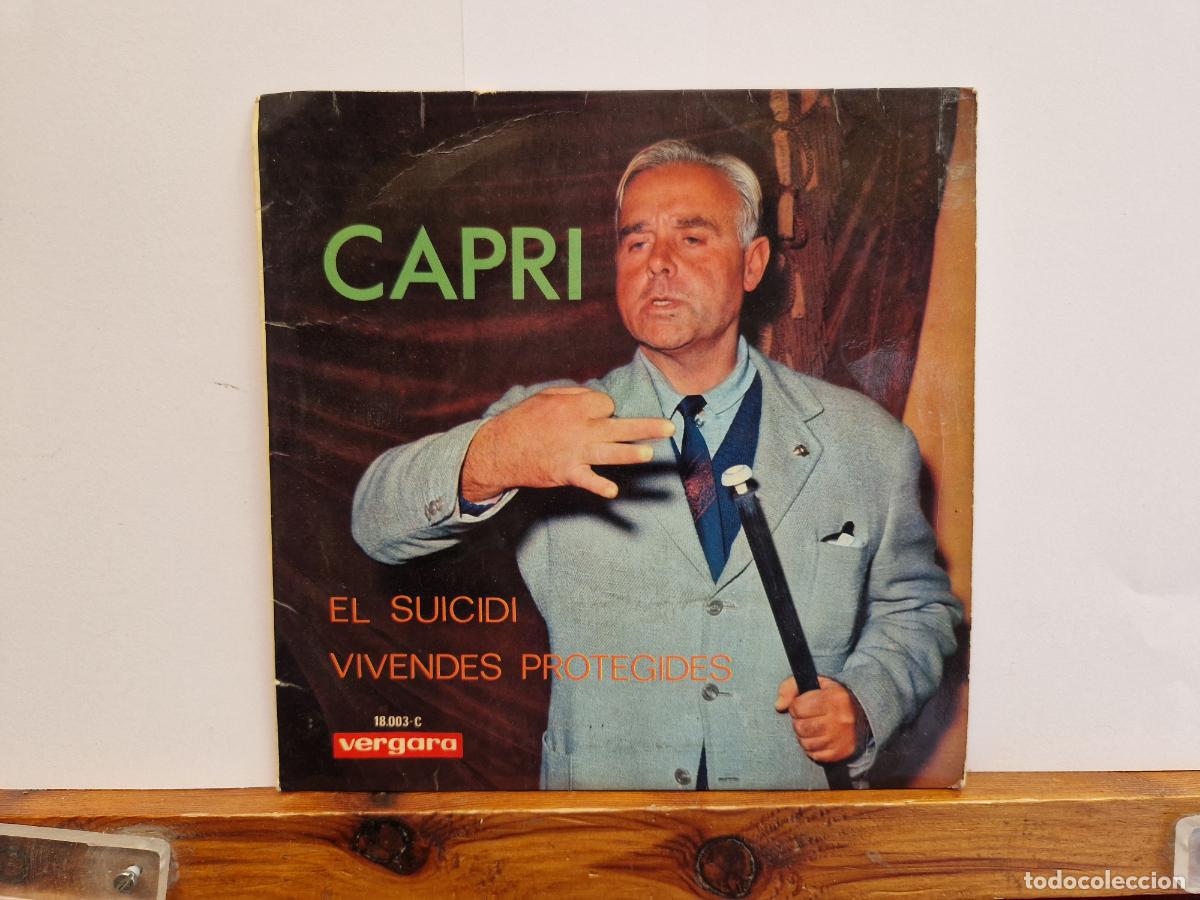 CAPRI
EL SUICIDI
VIVENDES PROTEGIDES
18.003-C
vergara
todocoleccion